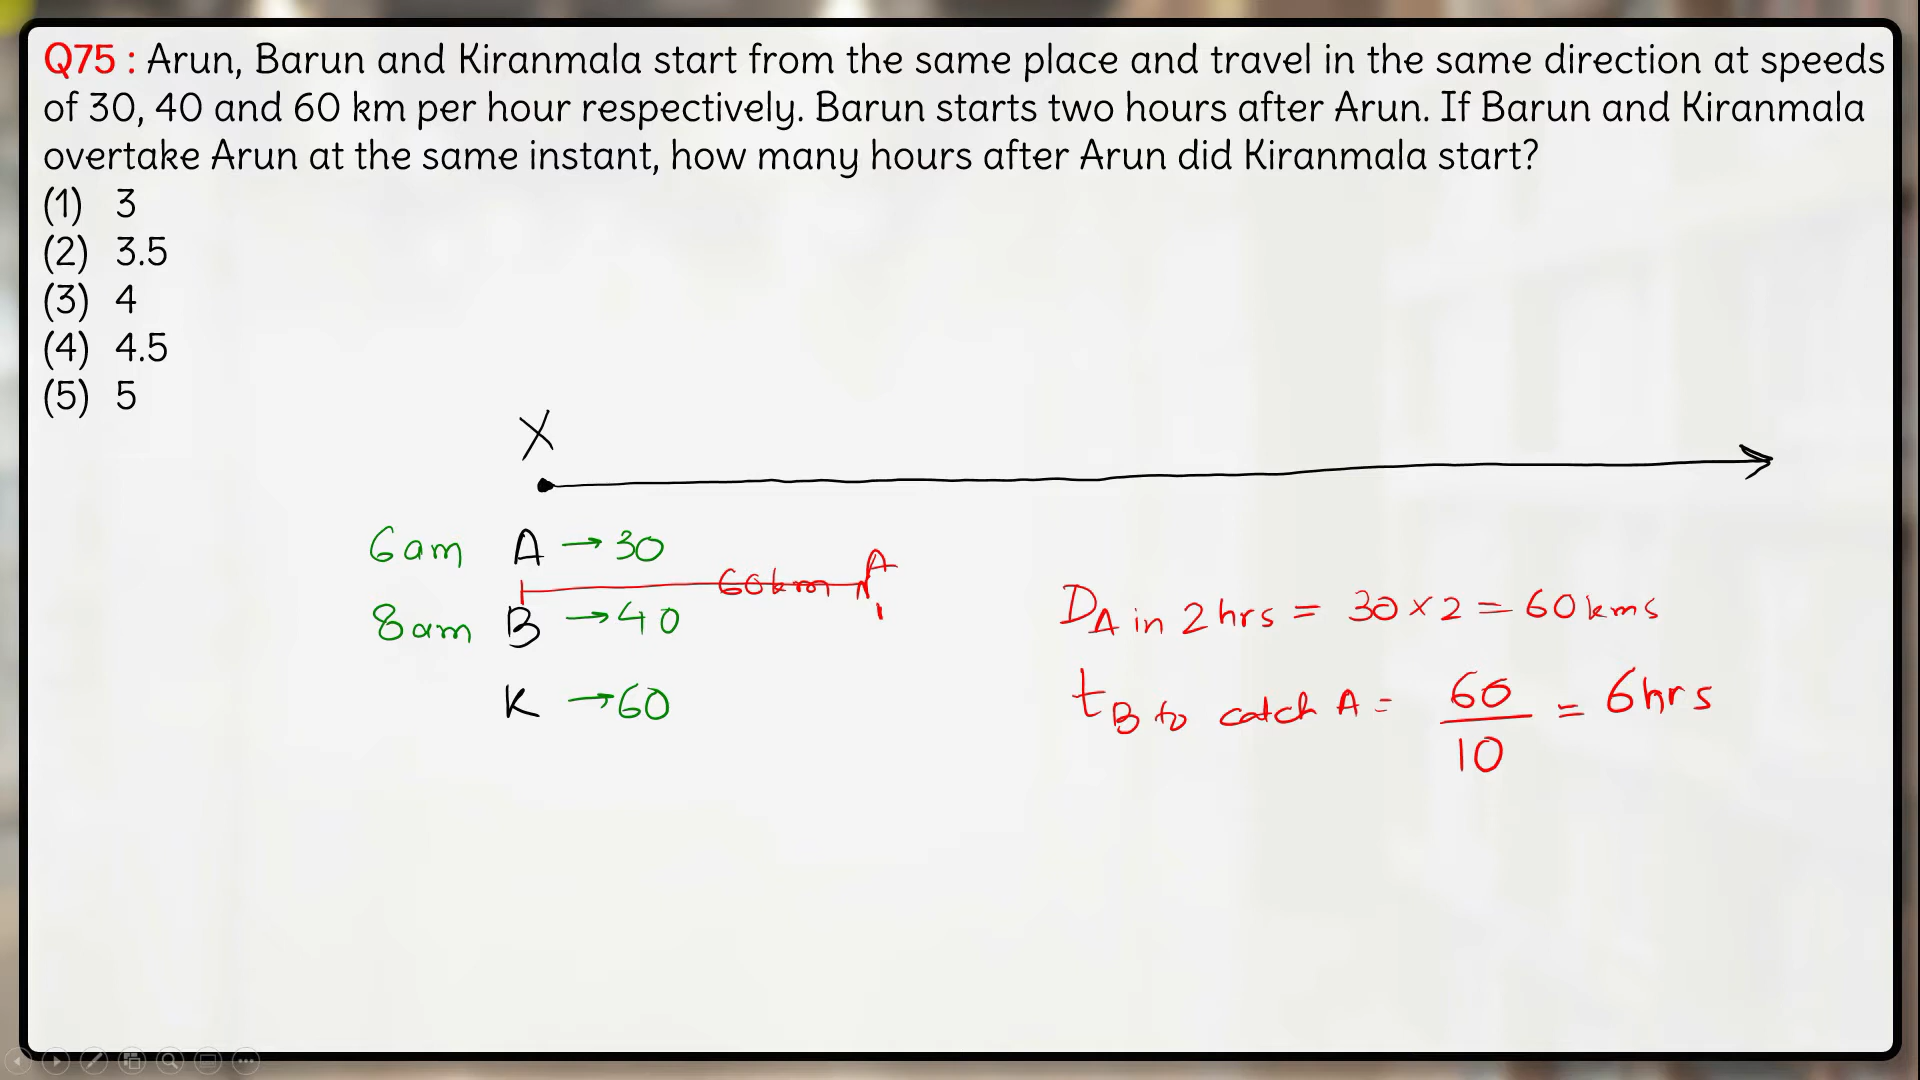 Q75 : Arun, Barun and Kiranmala start from the same place and travel in the same direction at speeds
of 30, 40 and 60 km per hour respectively. Barun starts two hours after Arun. If Barun and Kiranmala
overtake Arun at the same instant, how many hours after Arun did Kiranmala start?
(1) 3
(2) 3.5
(3) 4
(4) 4.5
(5) 5
X
6am A → 30
60km A
8am B → 40
K → 60
D_A in 2 hrs = 30 × 2 = 60 kms
t_B to catch A = 60/10 = 6 hrs